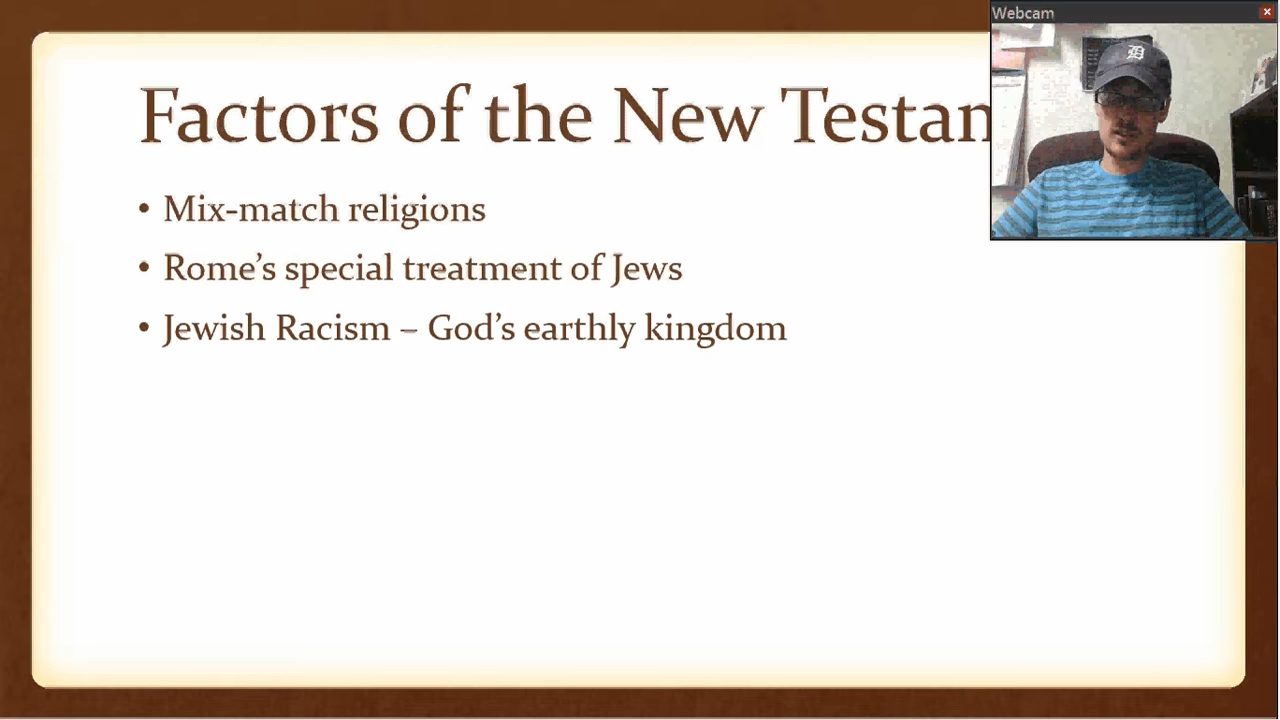 Webcam
Factors of the New Testan
• Mix-match religions
• Rome's special treatment of Jews
• Jewish Racism – God's earthly kingdom